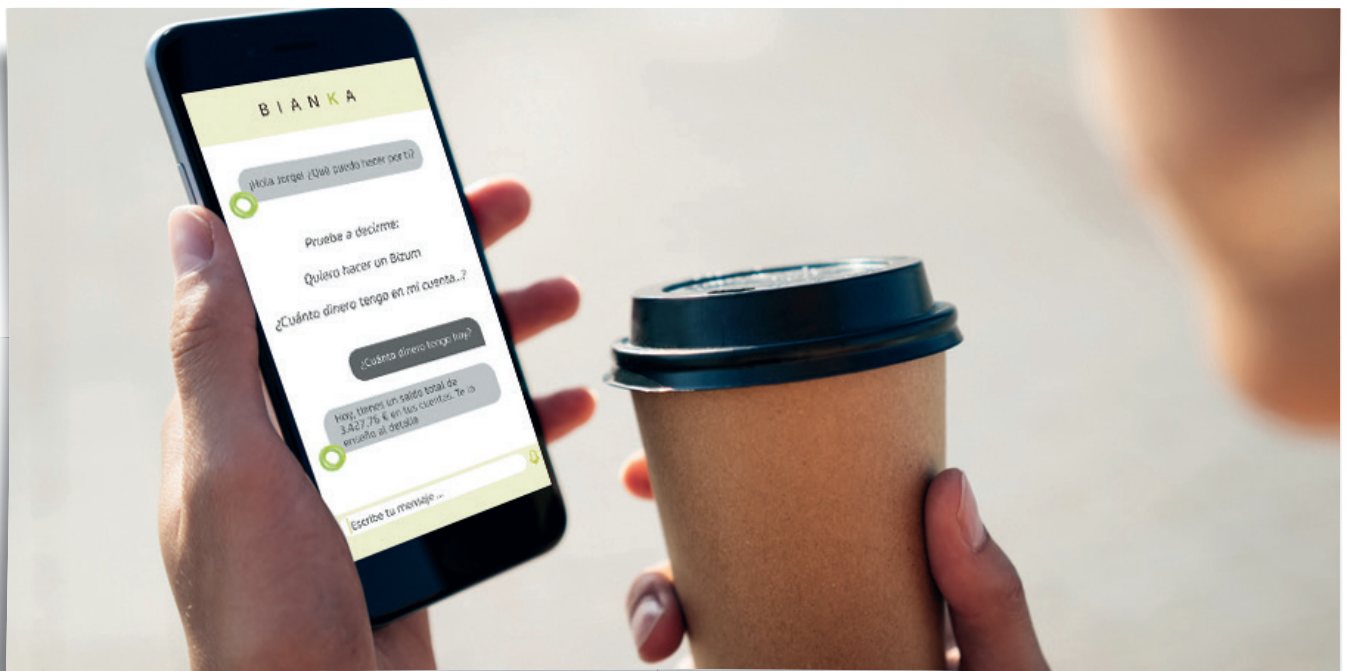 BIANKA
¡Hola Jorge! ¿Qué puedo hacer por ti?
Pruebe a decirme:
Quiero hacer un Bizum
¿Cuánto dinero tengo en mi cuenta...?
¿Cuánto dinero tengo hoy?
Hoy, tienes un saldo total de
3.427,76 € en tus cuentas. Te lo
enseño al detalle
Escribe tu mensaje ...